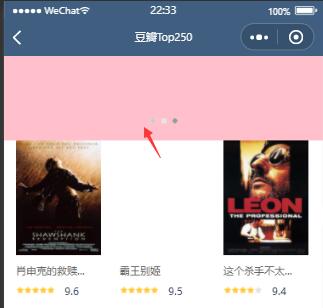 WeChat 22:33 100%
豆瓣Top250
THE
SHAWSHANK
REDEMPTION
LEON
THE PROFESSIONAL
肖申克的救赎... 霸王别姬 这个杀手不太...
9.6 9.5 9.4